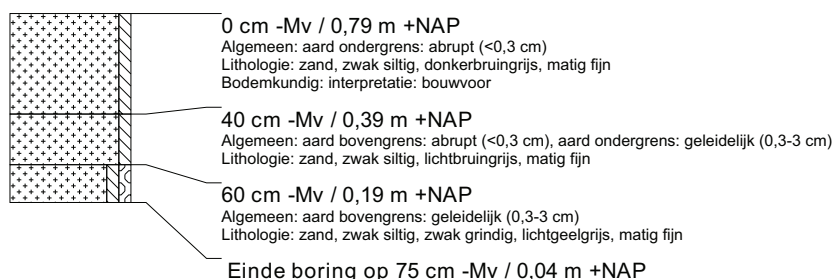 0 cm -Mv / 0,79 m +NAP
Algemeen: aard ondergrens: abrupt (<0,3 cm)
Lithologie: zand, zwak siltig, donkerbruingrijs, matig fijn
Bodemkundig: interpretatie: bouwvoor
40 cm -Mv / 0,39 m +NAP
Algemeen: aard bovengrens: abrupt (<0,3 cm), aard ondergrens: geleidelijk (0,3-3 cm)
Lithologie: zand, zwak siltig, lichtbruingrijs, matig fijn
60 cm -Mv / 0,19 m +NAP
Algemeen: aard bovengrens: geleidelijk (0,3-3 cm)
Lithologie: zand, zwak siltig, zwak grindig, lichtgeelgrijs, matig fijn
Einde boring op 75 cm -Mv / 0,04 m +NAP